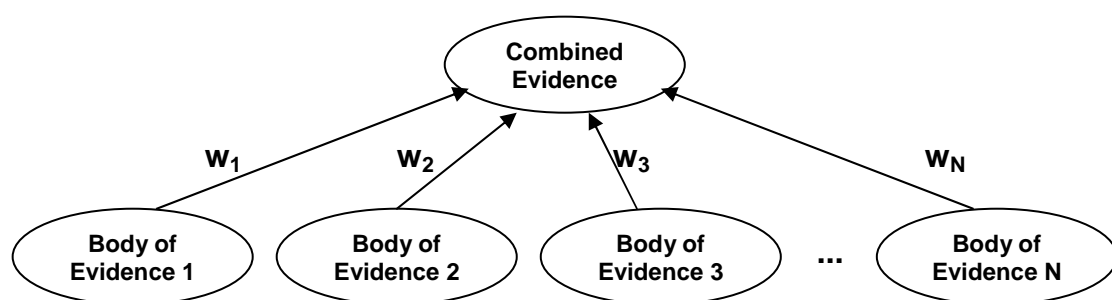 Combined
Evidence
w₁
w₂
w₃
w_N
Body of
Evidence 1
Body of
Evidence 2
Body of
Evidence 3
...
Body of
Evidence N